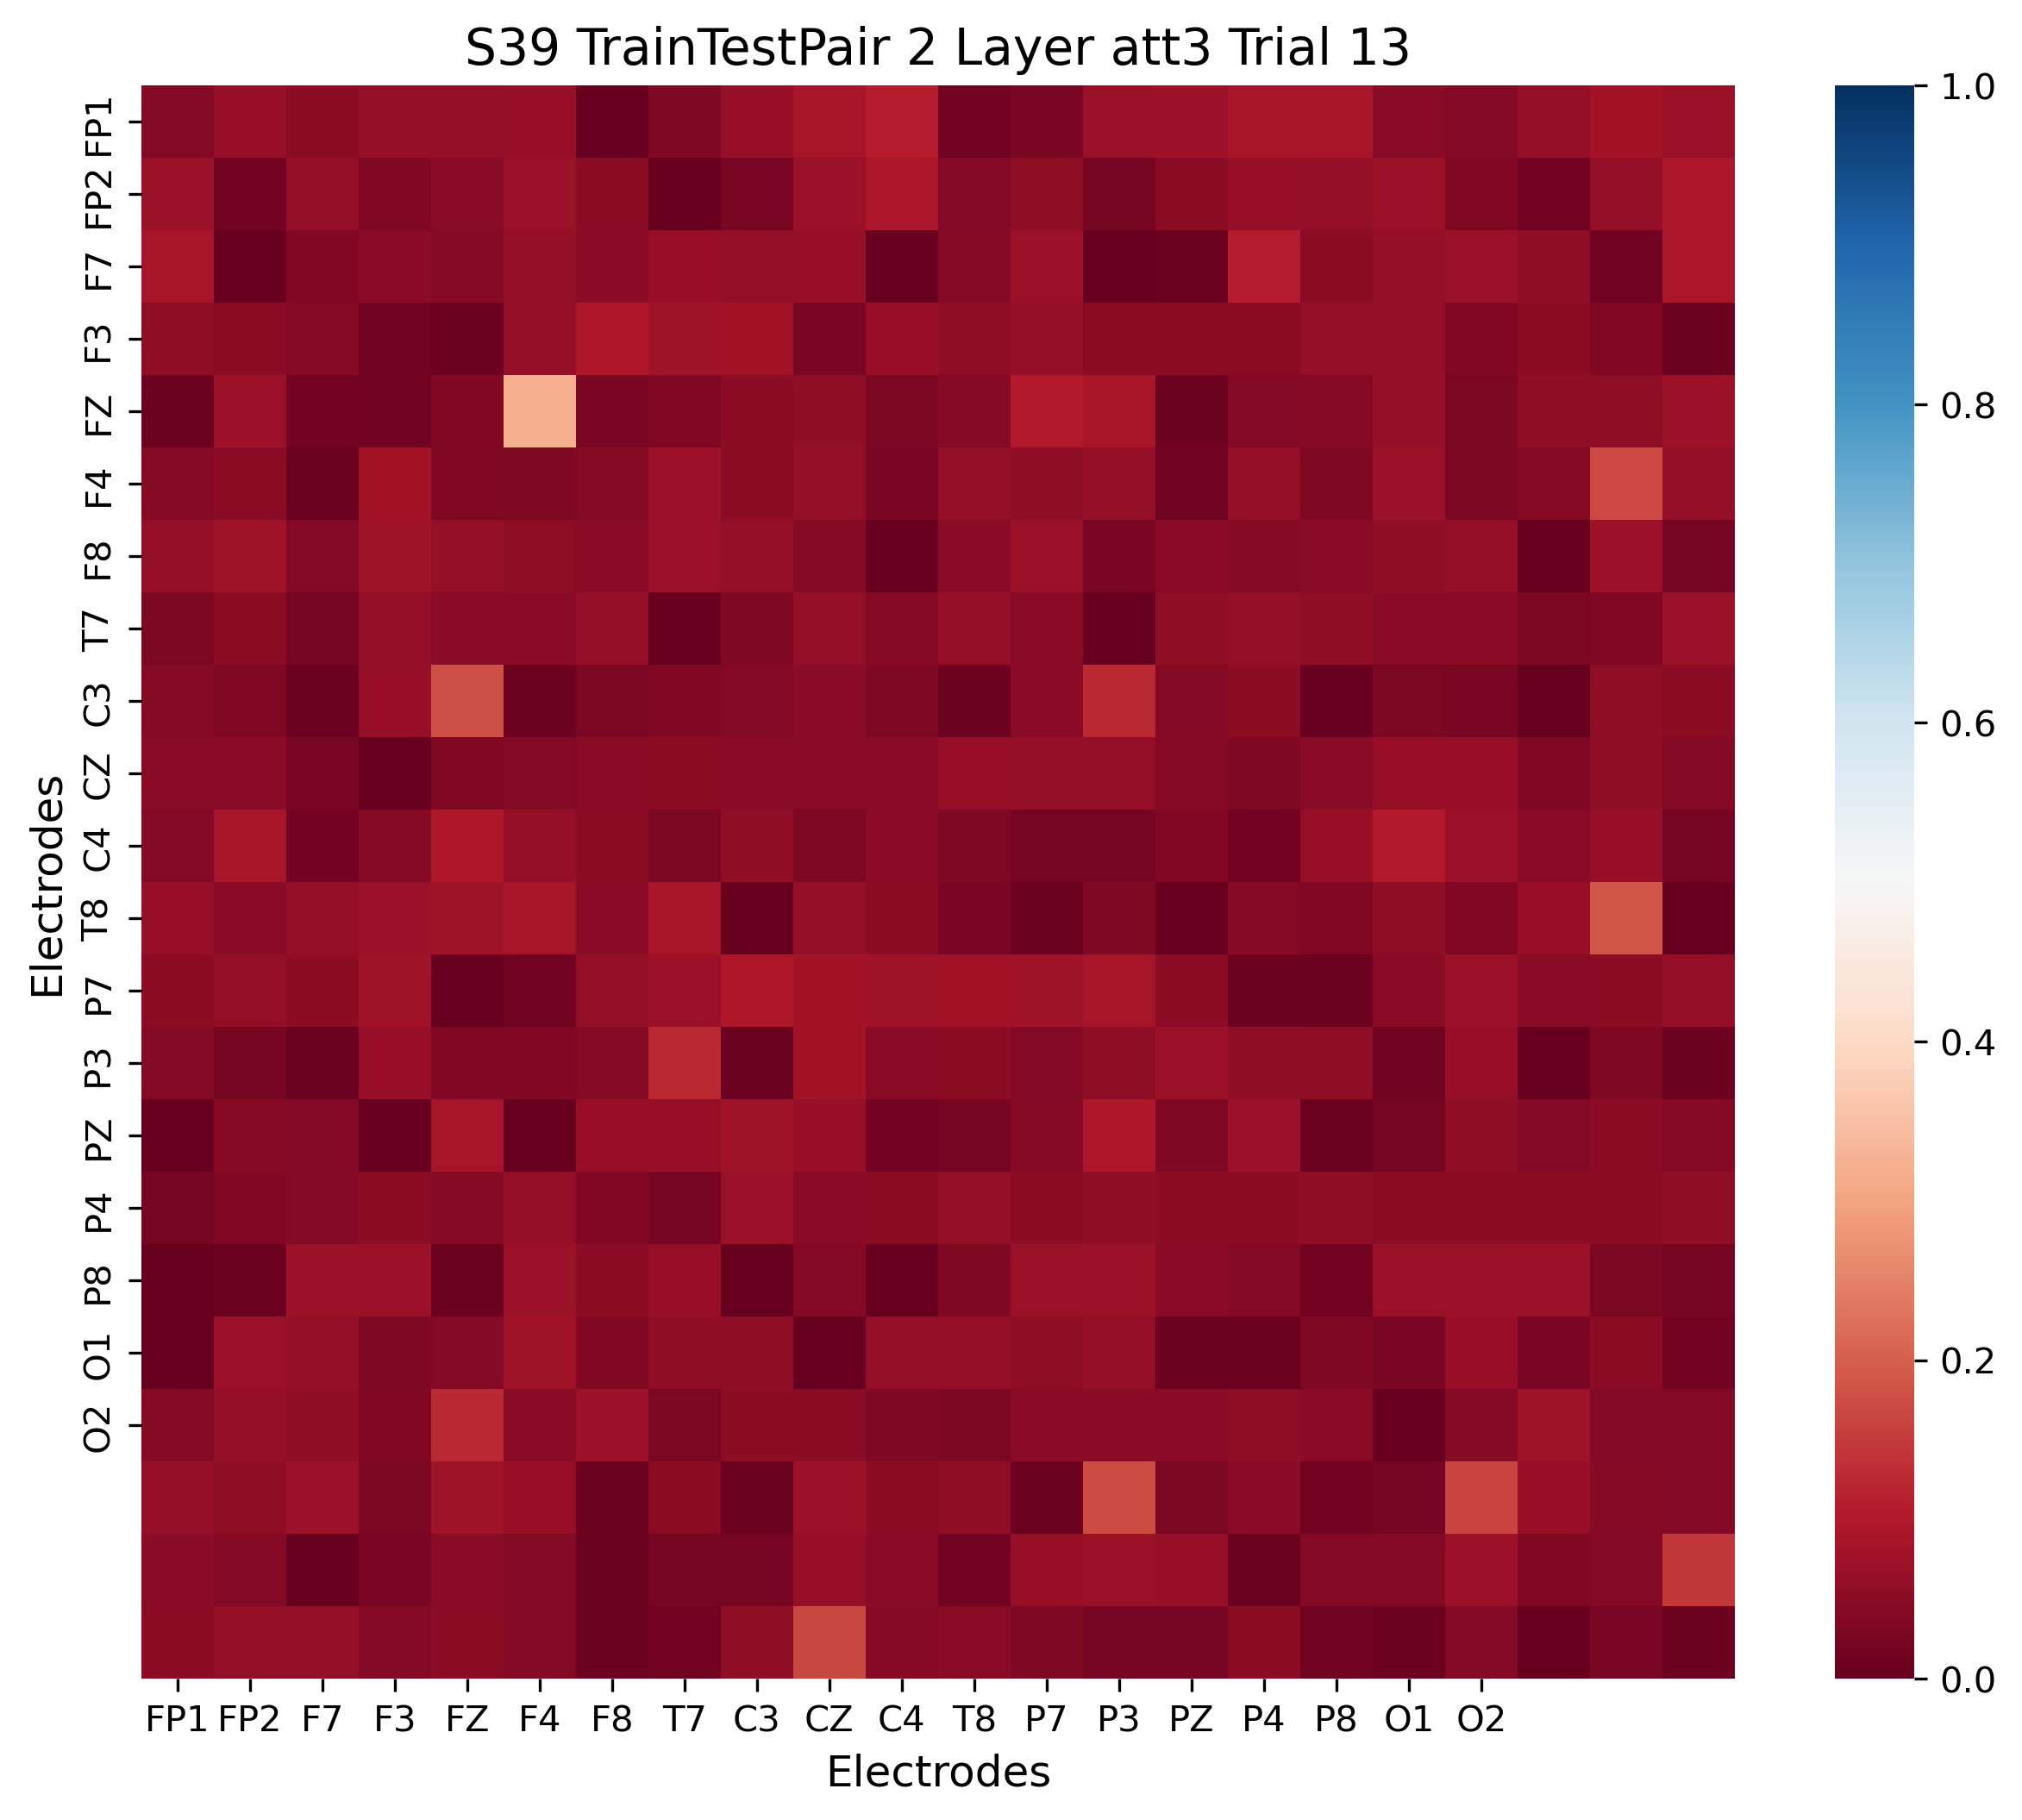 S39 TrainTestPair 2 Layer att3 Trial 13
Electrodes
FP1
FP2
F7
F3
FZ
F4
F8
T7
C3
CZ
C4
T8
P7
P3
PZ
P4
P8
O1
O2
FP1 FP2 F7 F3 FZ F4 F8 T7 C3 CZ C4 T8 P7 P3 PZ P4 P8 O1 O2
Electrodes
1.0
0.8
0.6
0.4
0.2
0.0